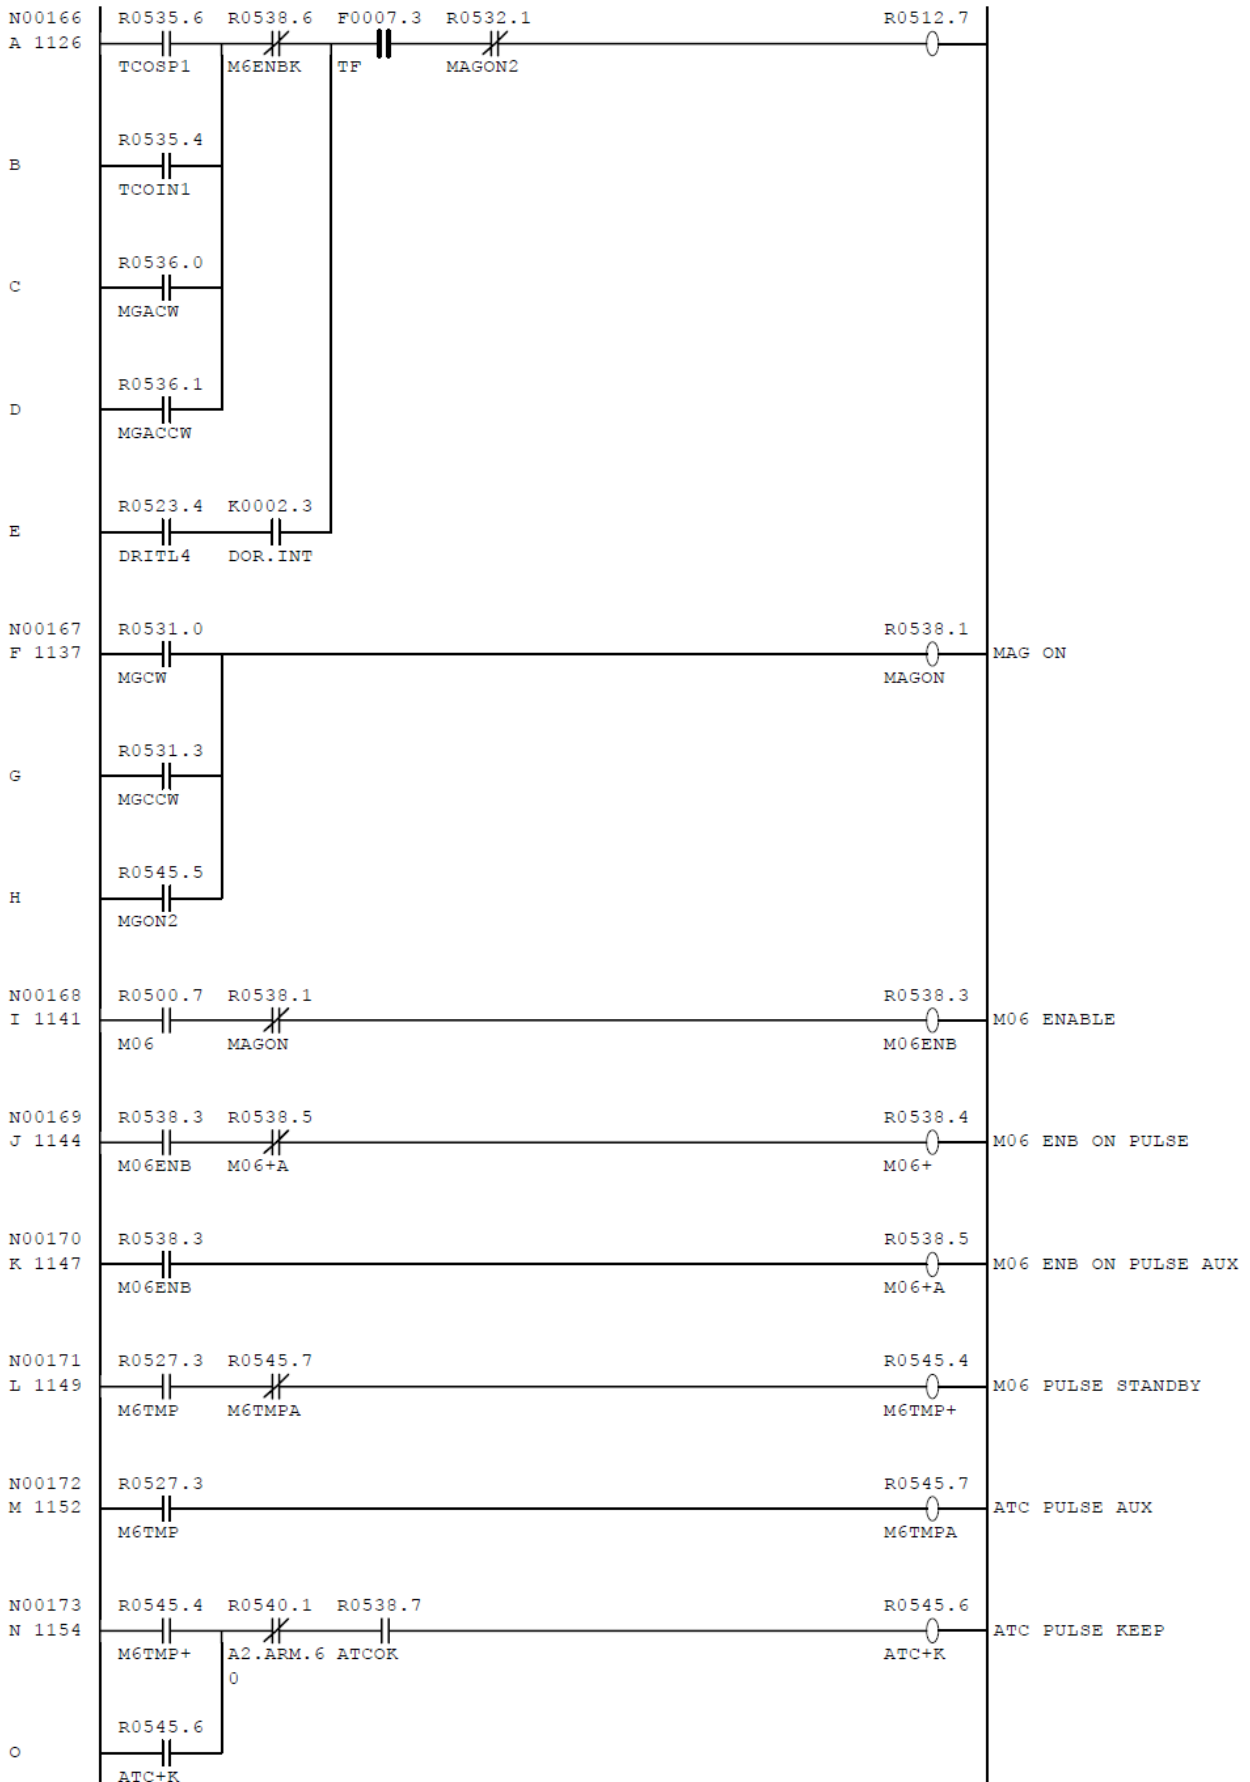 N00166 R0535.6 R0538.6 F0007.3 R0532.1 R0512.7
A 1126
TCOSP1 M6ENBK TF MAGON2
R0535.4
B
TCOIN1
R0536.0
C
MGACW
R0536.1
D
MGACCW
R0523.4 K0002.3
E
DRITL4 DOR.INT
N00167 R0531.0 R0538.1
F 1137 MAG ON
MGCW MAGON
R0531.3
G
MGCCW
R0545.5
H
MGON2
N00168 R0500.7 R0538.1 R0538.3
I 1141 M06 ENABLE
M06 MAGON M06ENB
N00169 R0538.3 R0538.5 R0538.4
J 1144 M06 ENB ON PULSE
M06ENB M06+A M06+
N00170 R0538.3 R0538.5
K 1147 M06 ENB ON PULSE AUX
M06ENB M06+A
N00171 R0527.3 R0545.7 R0545.4
L 1149 M06 PULSE STANDBY
M6TMP M6TMPA M6TMP+
N00172 R0527.3 R0545.7
M 1152 ATC PULSE AUX
M6TMP M6TMPA
N00173 R0545.4 R0540.1 R0538.7 R0545.6
N 1154 ATC PULSE KEEP
M6TMP+ A2.ARM.6 ATCOK ATC+K
0
R0545.6
O
ATC+K